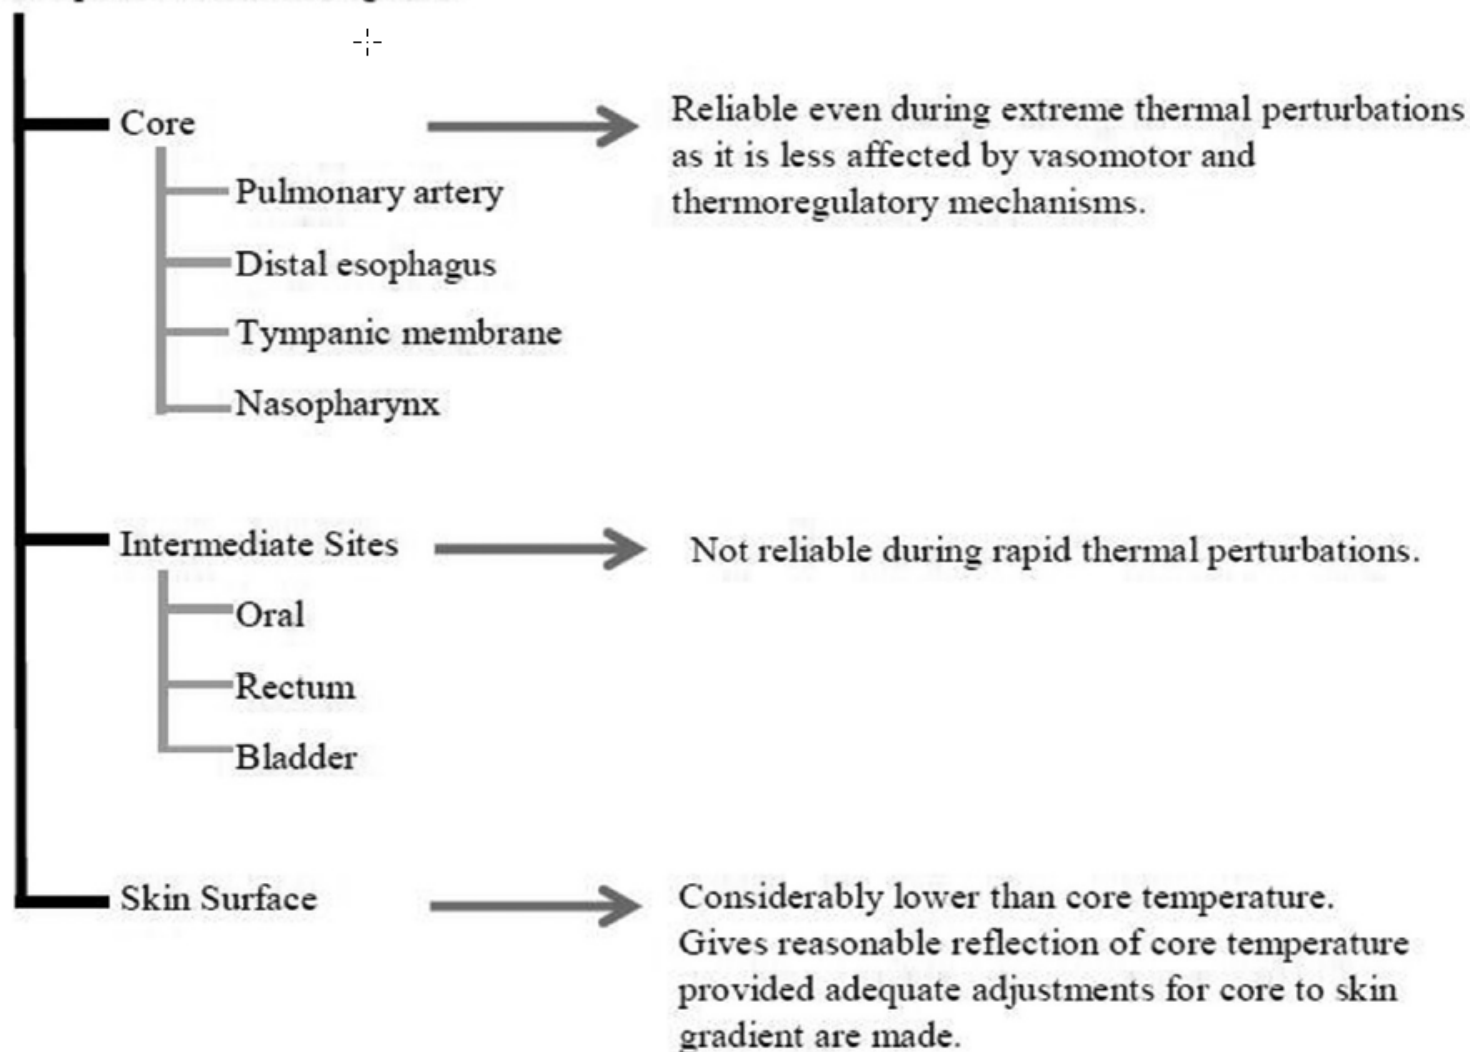 Core
Reliable even during extreme thermal perturbations
as it is less affected by vasomotor and
thermoregulatory mechanisms.
Pulmonary artery
Distal esophagus
Tympanic membrane
Nasopharynx
Intermediate Sites
Not reliable during rapid thermal perturbations.
Oral
Rectum
Bladder
Skin Surface
Considerably lower than core temperature.
Gives reasonable reflection of core temperature
provided adequate adjustments for core to skin
gradient are made.